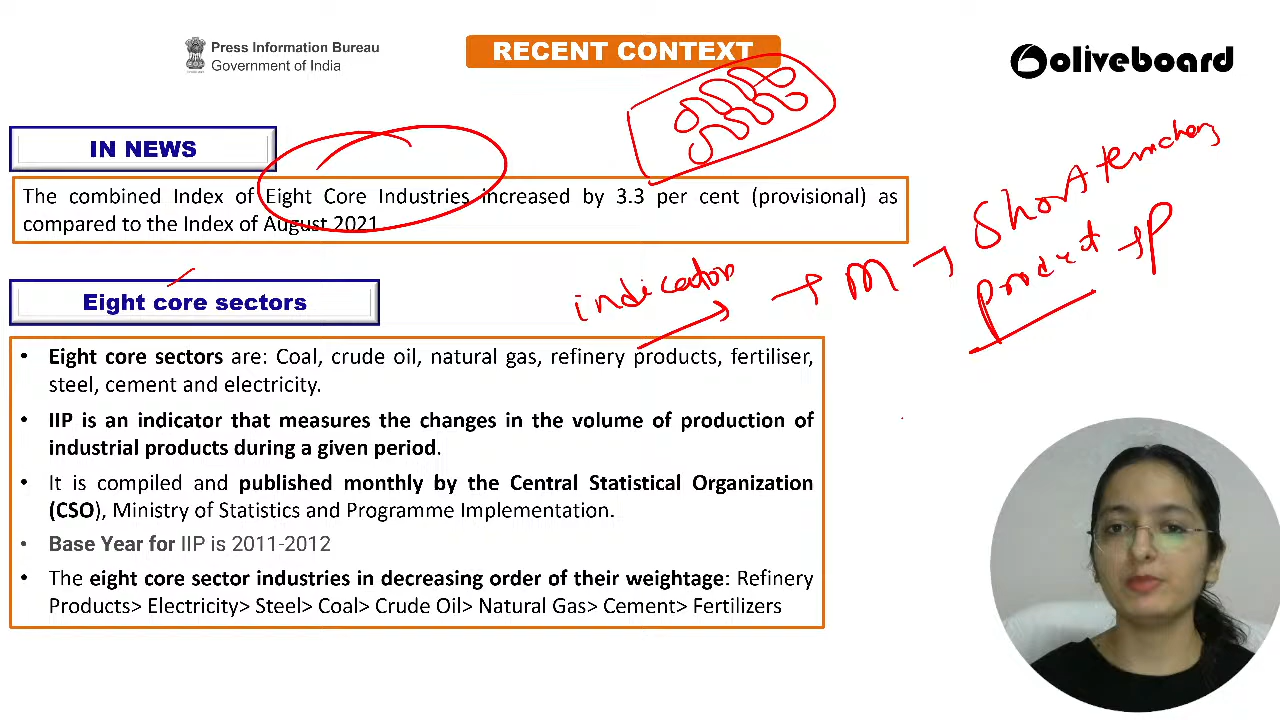 Press Information Bureau
Government of India
RECENT CONTEXT
oliveboard
IN NEWS
The combined Index of Eight Core Industries increased by 3.3 per cent (provisional) as
compared to the Index of August 2021
Eight core sectors
indicator → M → Short term chang
product → P
• Eight core sectors are: Coal, crude oil, natural gas, refinery products, fertiliser,
steel, cement and electricity.
• IIP is an indicator that measures the changes in the volume of production of
industrial products during a given period.
• It is compiled and published monthly by the Central Statistical Organization
(CSO), Ministry of Statistics and Programme Implementation.
• Base Year for IIP is 2011-2012
• The eight core sector industries in decreasing order of their weightage: Refinery
Products> Electricity> Steel> Coal> Crude Oil> Natural Gas> Cement> Fertilizers